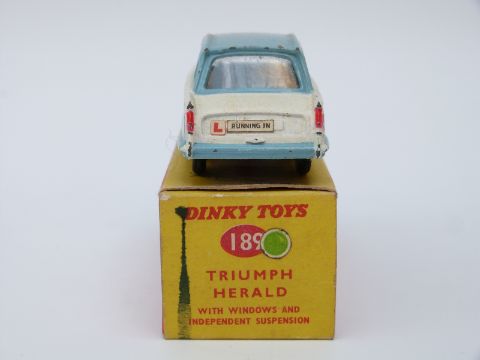 L RUNNING IN
DINKY TOYS
189
TRIUMPH
HERALD
WITH WINDOWS AND
INDEPENDENT SUSPENSION